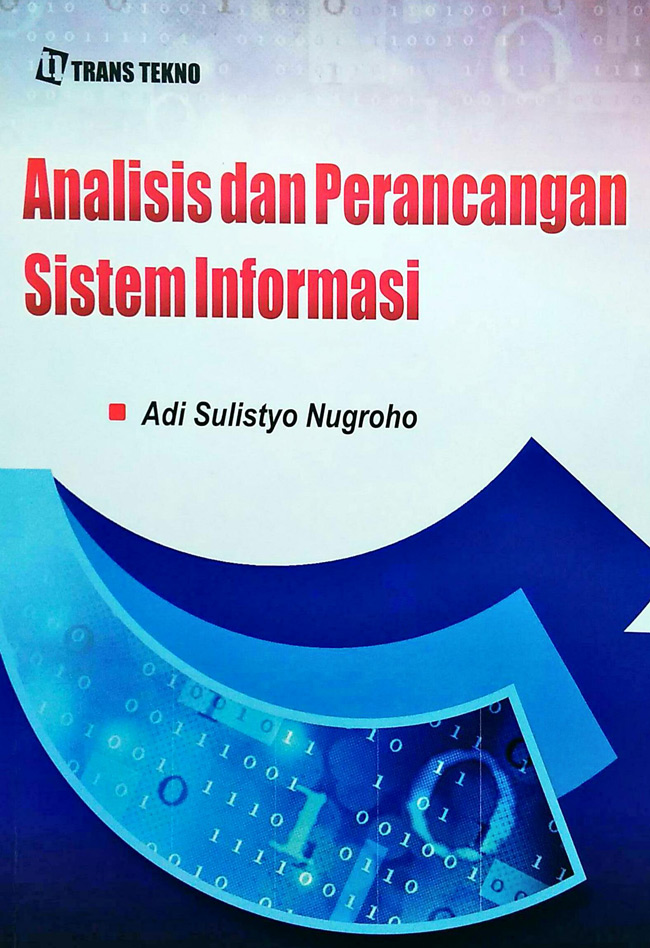 TRANS TEKNO
Analisis dan Perancangan
Sistem Informasi
Adi Sulistyo Nugroho